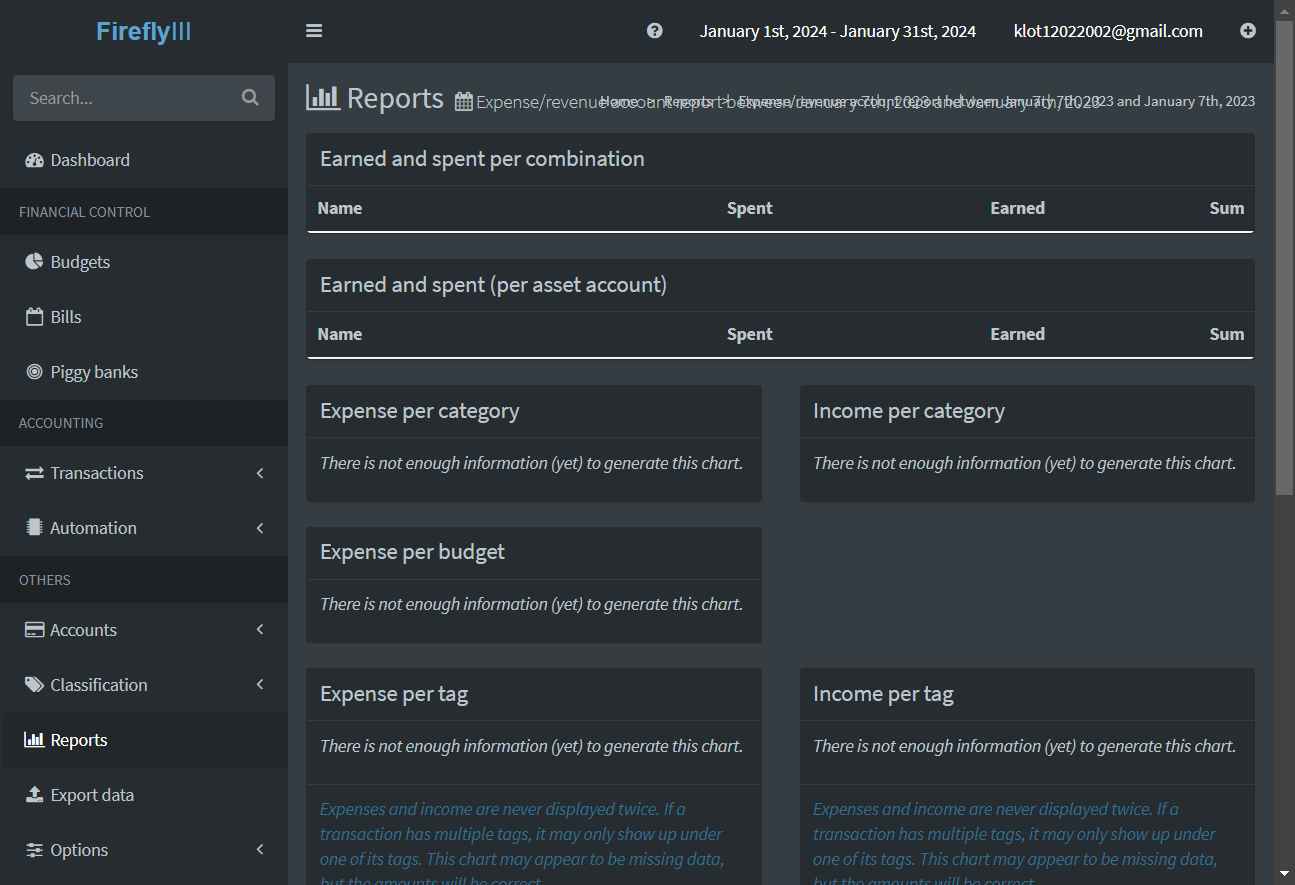 FireflyIII
January 1st, 2024 - January 31st, 2024
klot12022002@gmail.com
Search...
Dashboard
FINANCIAL CONTROL
Budgets
Bills
Piggy banks
ACCOUNTING
Transactions
Automation
OTHERS
Accounts
Classification
Reports
Export data
Options
Reports
Expense/revenue account report between January 7th, 2023 and January 7th, 2023
Home > Reports > Expense/revenue account report between January 7th, 2023 and January 7th, 2023
Earned and spent per combination
Name Spent Earned Sum
Earned and spent (per asset account)
Name Spent Earned Sum
Expense per category
There is not enough information (yet) to generate this chart.
Income per category
There is not enough information (yet) to generate this chart.
Expense per budget
There is not enough information (yet) to generate this chart.
Expense per tag
There is not enough information (yet) to generate this chart.
Expenses and income are never displayed twice. If a
transaction has multiple tags, it may only show up under
one of its tags. This chart may appear to be missing data,
but the amounts will be correct.
Income per tag
There is not enough information (yet) to generate this chart.
Expenses and income are never displayed twice. If a
transaction has multiple tags, it may only show up under
one of its tags. This chart may appear to be missing data,
but the amounts will be correct.